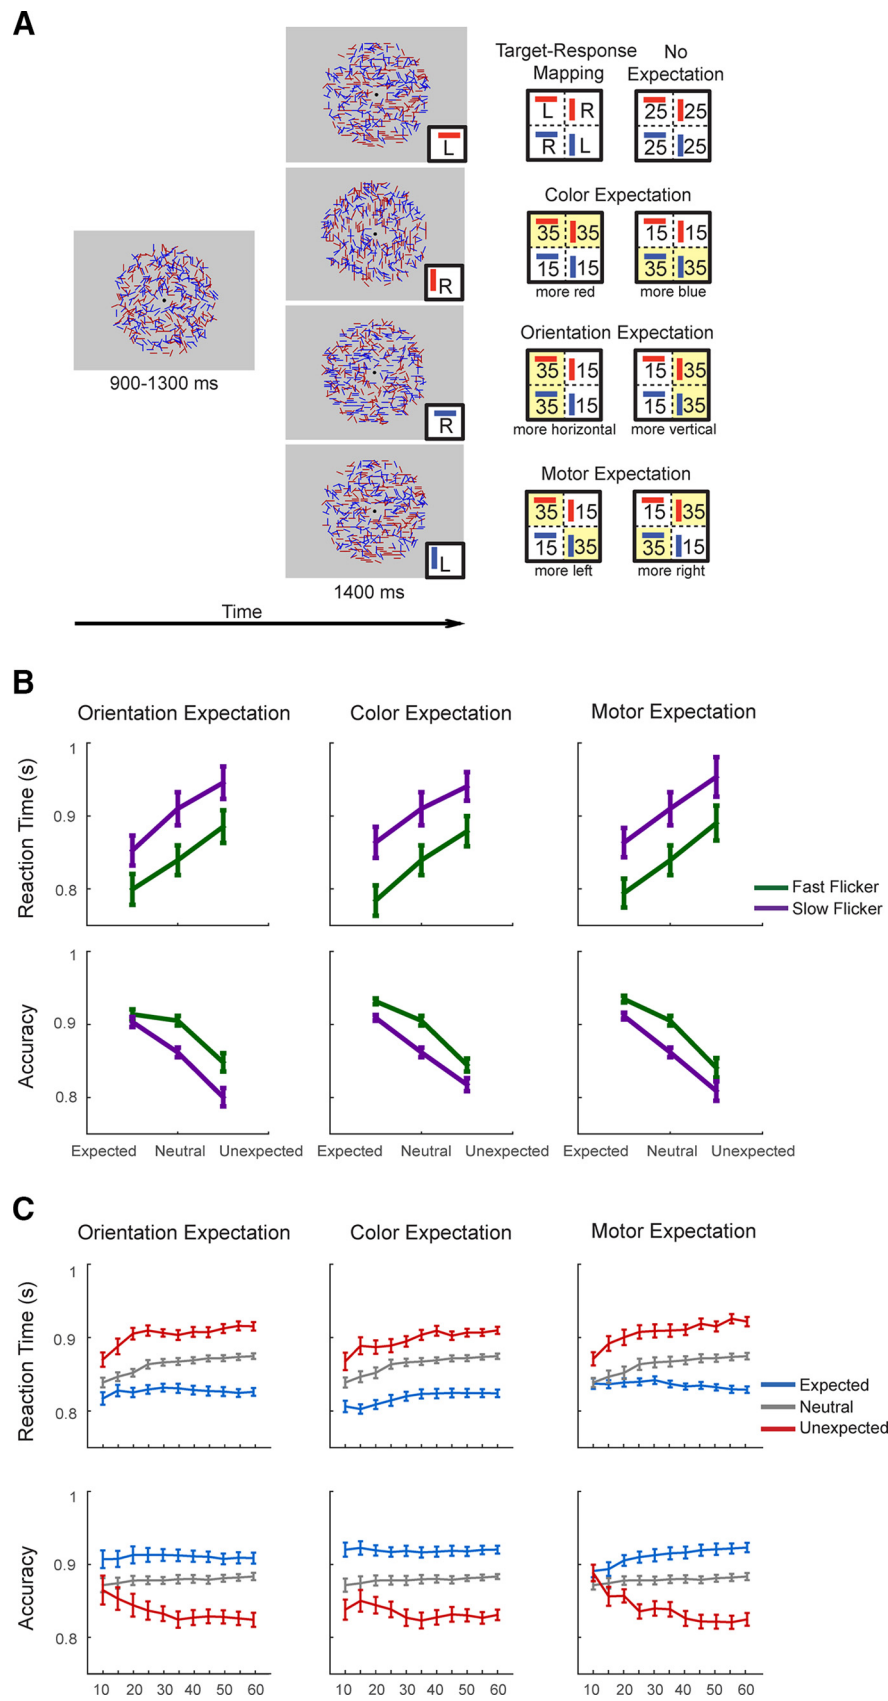 A
Target-Response
Mapping
No
Expectation
L R
R L
25 25
25 25
L
Color Expectation
35 35
15 15
15 15
35 35
more red more blue
R
900-1300 ms
Orientation Expectation
35 15
35 15
15 35
15 35
more horizontal more vertical
R
Motor Expectation
35 15
15 35
15 35
35 15
more left more right
L
1400 ms
Time
B
Orientation Expectation Color Expectation Motor Expectation
Reaction Time (s)
1
0.9
0.8
Fast Flicker
Slow Flicker
Accuracy
1
0.9
0.8
Expected Neutral Unexpected Expected Neutral Unexpected Expected Neutral Unexpected
C
Orientation Expectation Color Expectation Motor Expectation
Reaction Time (s)
1
0.9
0.8
Expected
Neutral
Unexpected
Accuracy
1
0.9
0.8
10 20 30 40 50 60 10 20 30 40 50 60 10 20 30 40 50 60